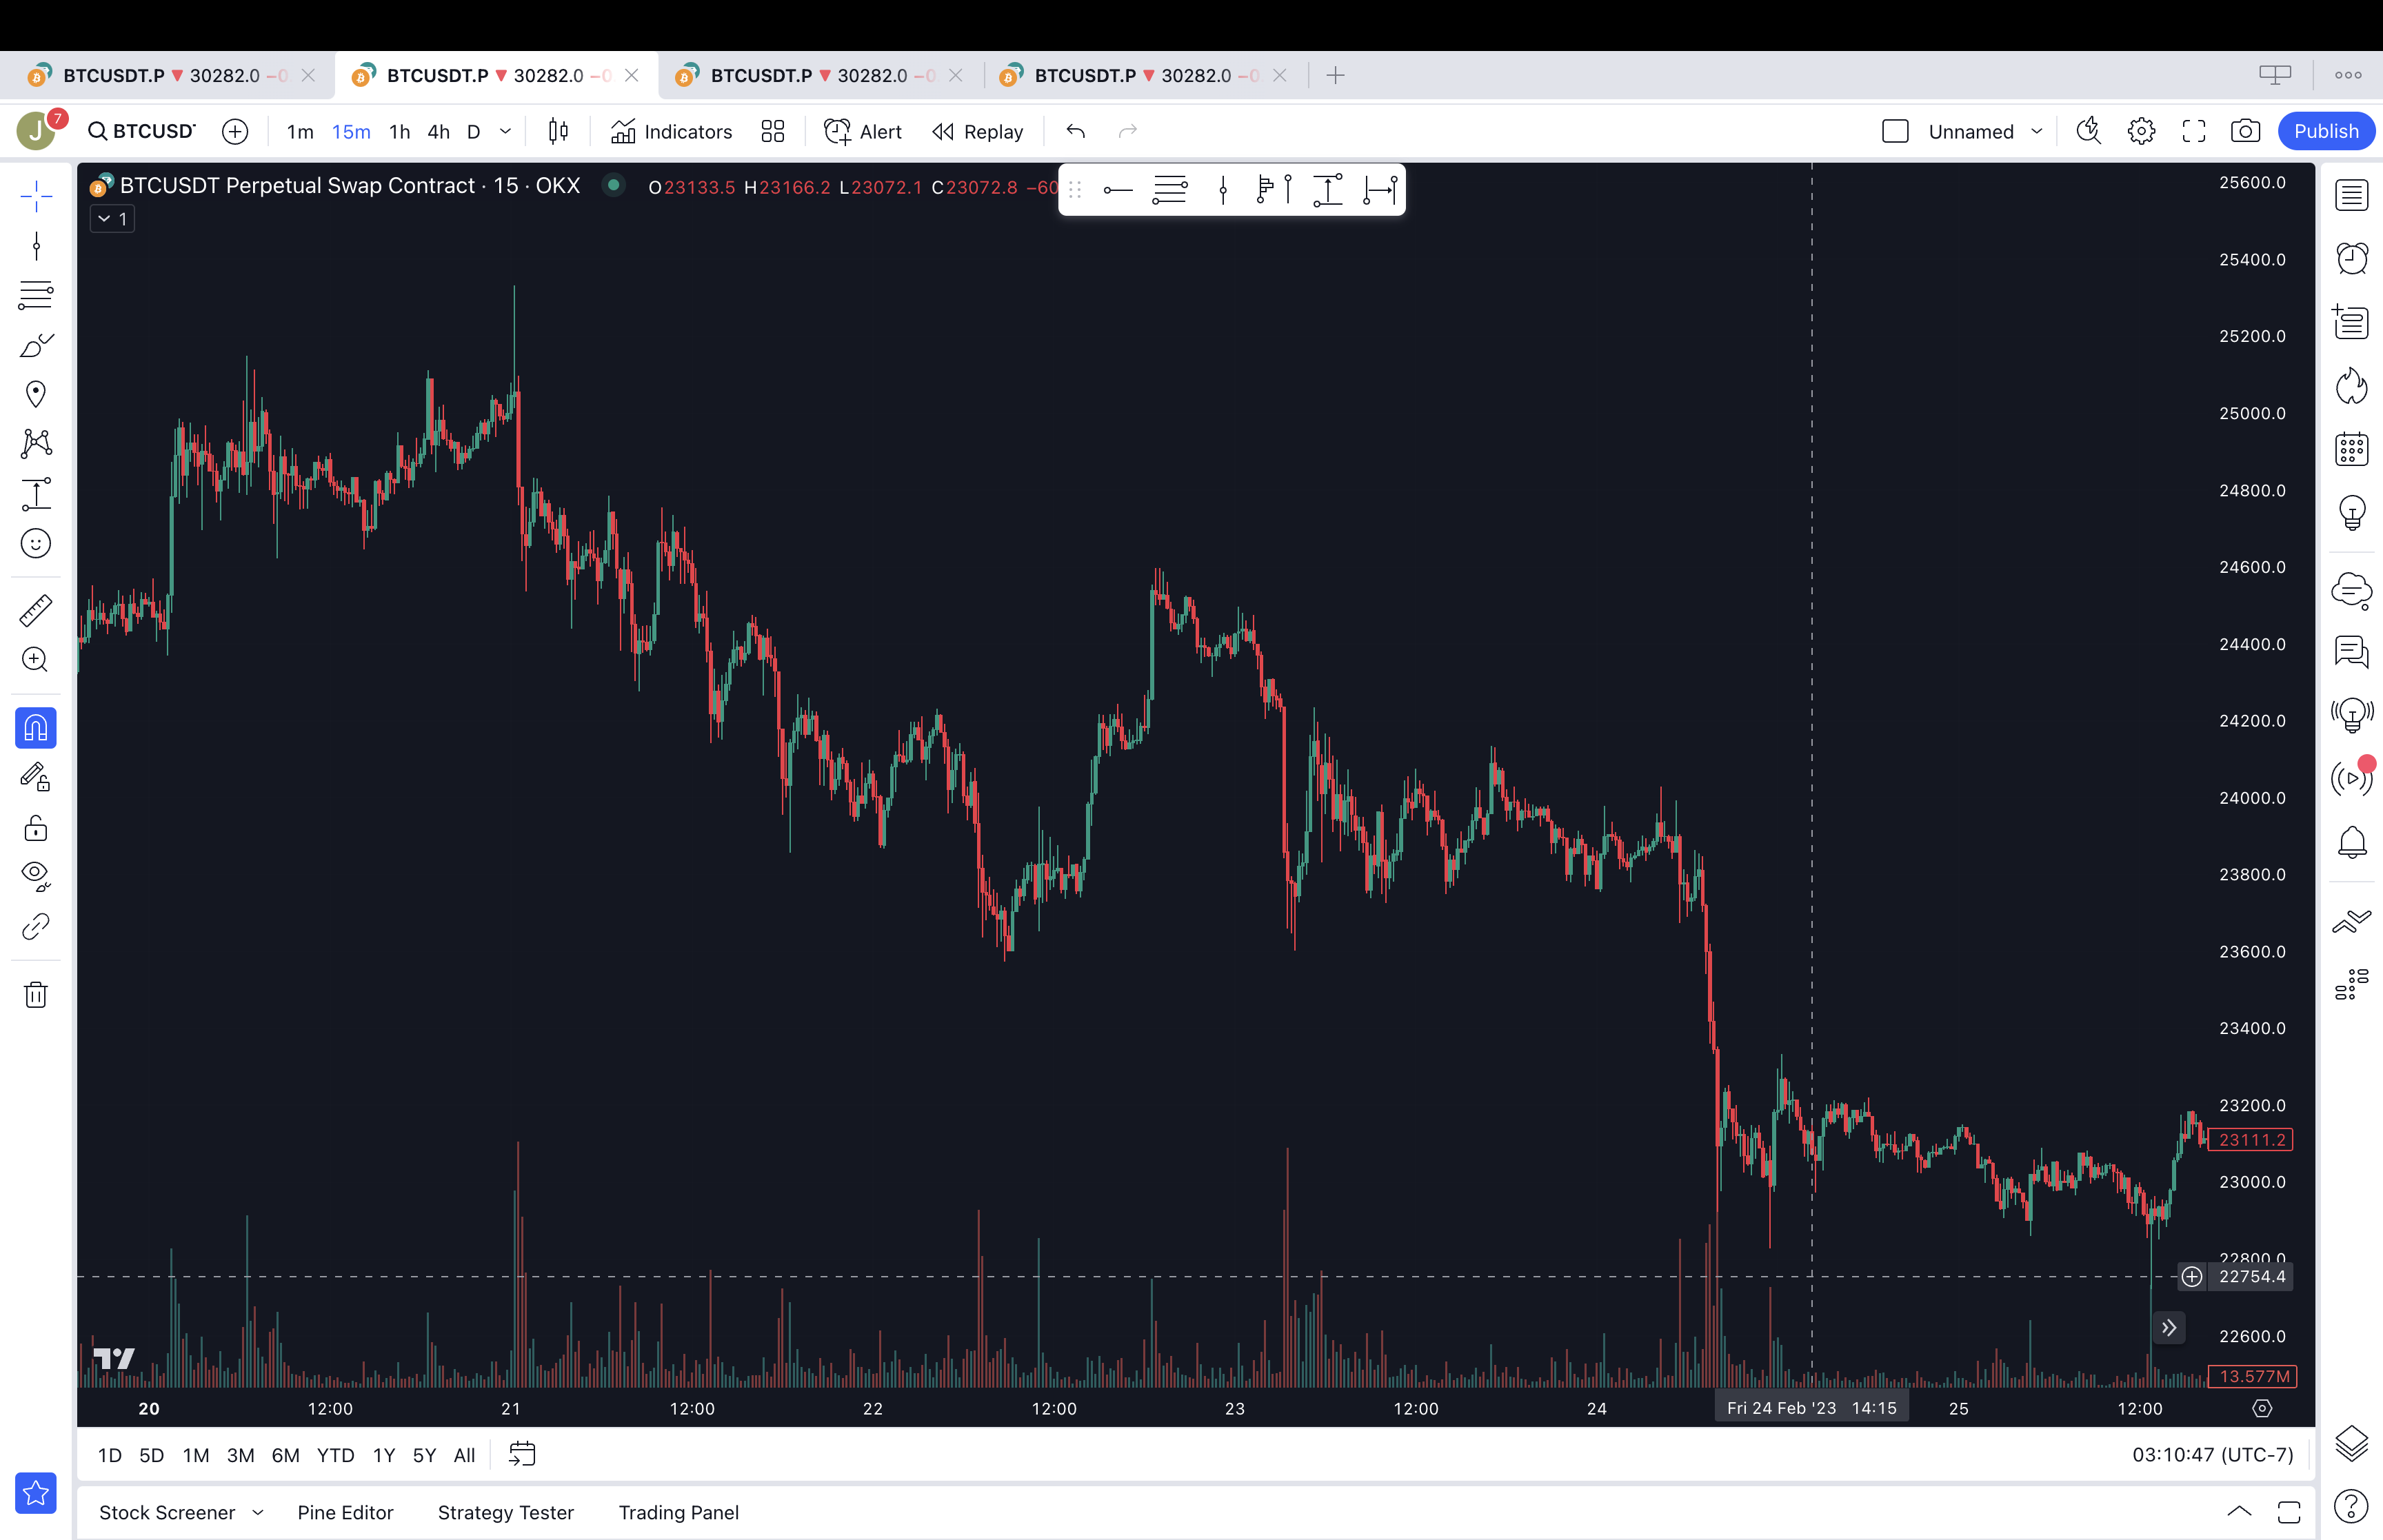 BTCUSDT.P ▼ 30282.0 −0
BTCUSDT.P ▼ 30282.0 −0
BTCUSDT.P ▼ 30282.0 −0
BTCUSDT.P ▼ 30282.0 −0
J 7 BTCUSD 1m 15m 1h 4h D Indicators Alert Replay Unnamed Publish
BTCUSDT Perpetual Swap Contract · 15 · OKX O23133.5 H23166.2 L23072.1 C23072.8 −60
1
25600.0
25400.0
25200.0
25000.0
24800.0
24600.0
24400.0
24200.0
24000.0
23800.0
23600.0
23400.0
23200.0
23111.2
23000.0
22800.0
22754.4
22600.0
13.577M
20 12:00 21 12:00 22 12:00 23 12:00 24 Fri 24 Feb '23 14:15 25 12:00
1D 5D 1M 3M 6M YTD 1Y 5Y All 03:10:47 (UTC-7)
Stock Screener Pine Editor Strategy Tester Trading Panel